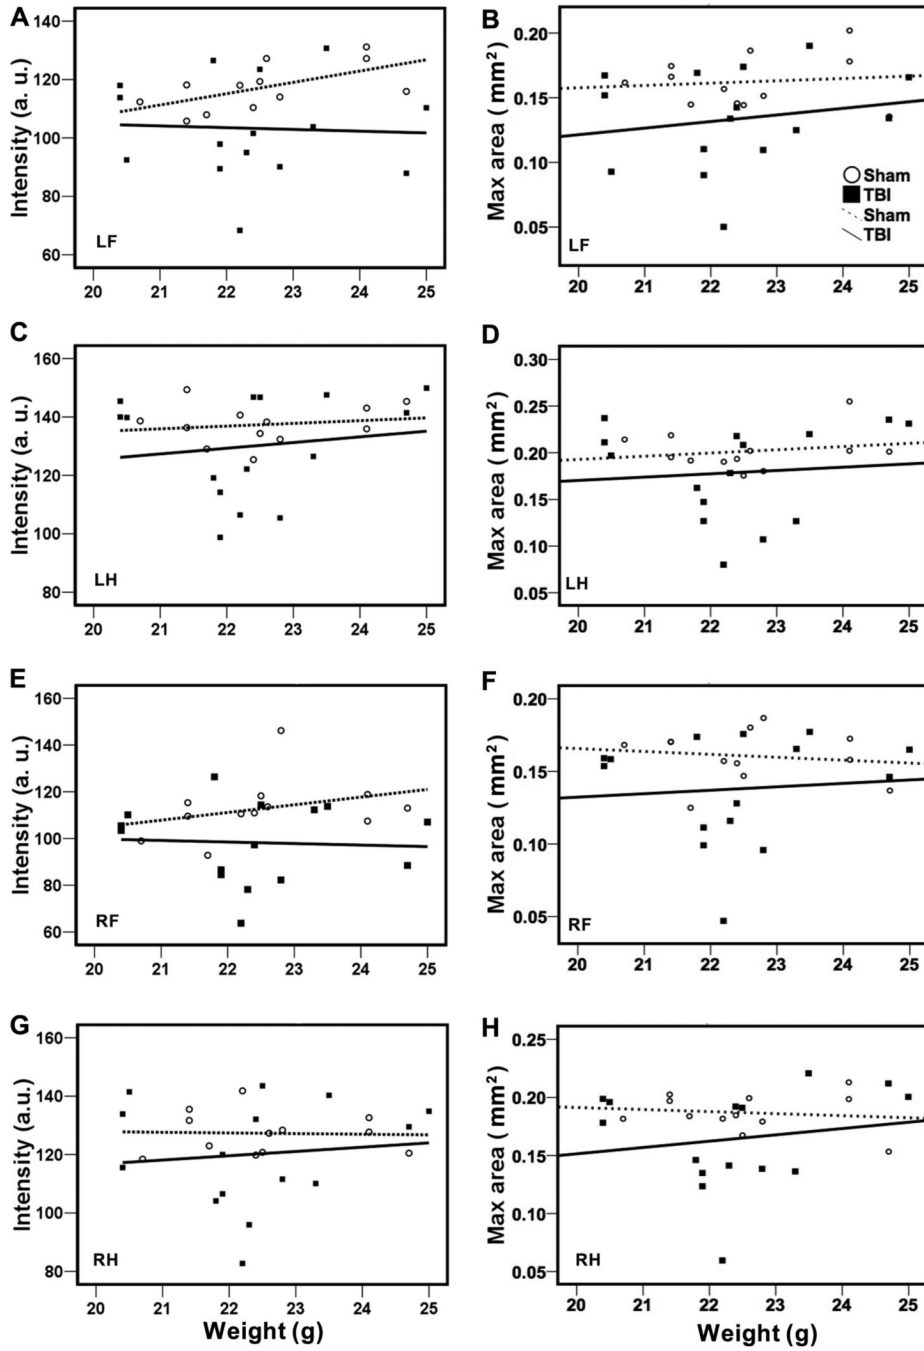 A
Intensity (a. u.)
140
120
100
80
60
LF
20 21 22 23 24 25
B
Max area ( mm²)
0.20
0.15
0.10
0.05
Sham
TBI
Sham
TBI
LF
20 21 22 23 24 25
C
Intensity (a. u.)
160
140
120
100
80
LH
20 21 22 23 24 25
D
Max area ( mm²)
0.30
0.25
0.20
0.15
0.10
0.05
LH
20 21 22 23 24 25
E
Intensity (a. u.)
160
140
120
100
80
60
RF
20 21 22 23 24 25
F
Max area ( mm²)
0.20
0.15
0.10
0.05
RF
20 21 22 23 24 25
G
Intensity (a.u.)
160
140
120
100
80
RH
20 21 22 23 24 25
Weight (g)
H
Max area ( mm²)
0.25
0.20
0.15
0.10
0.05
RH
20 21 22 23 24 25
Weight (g)